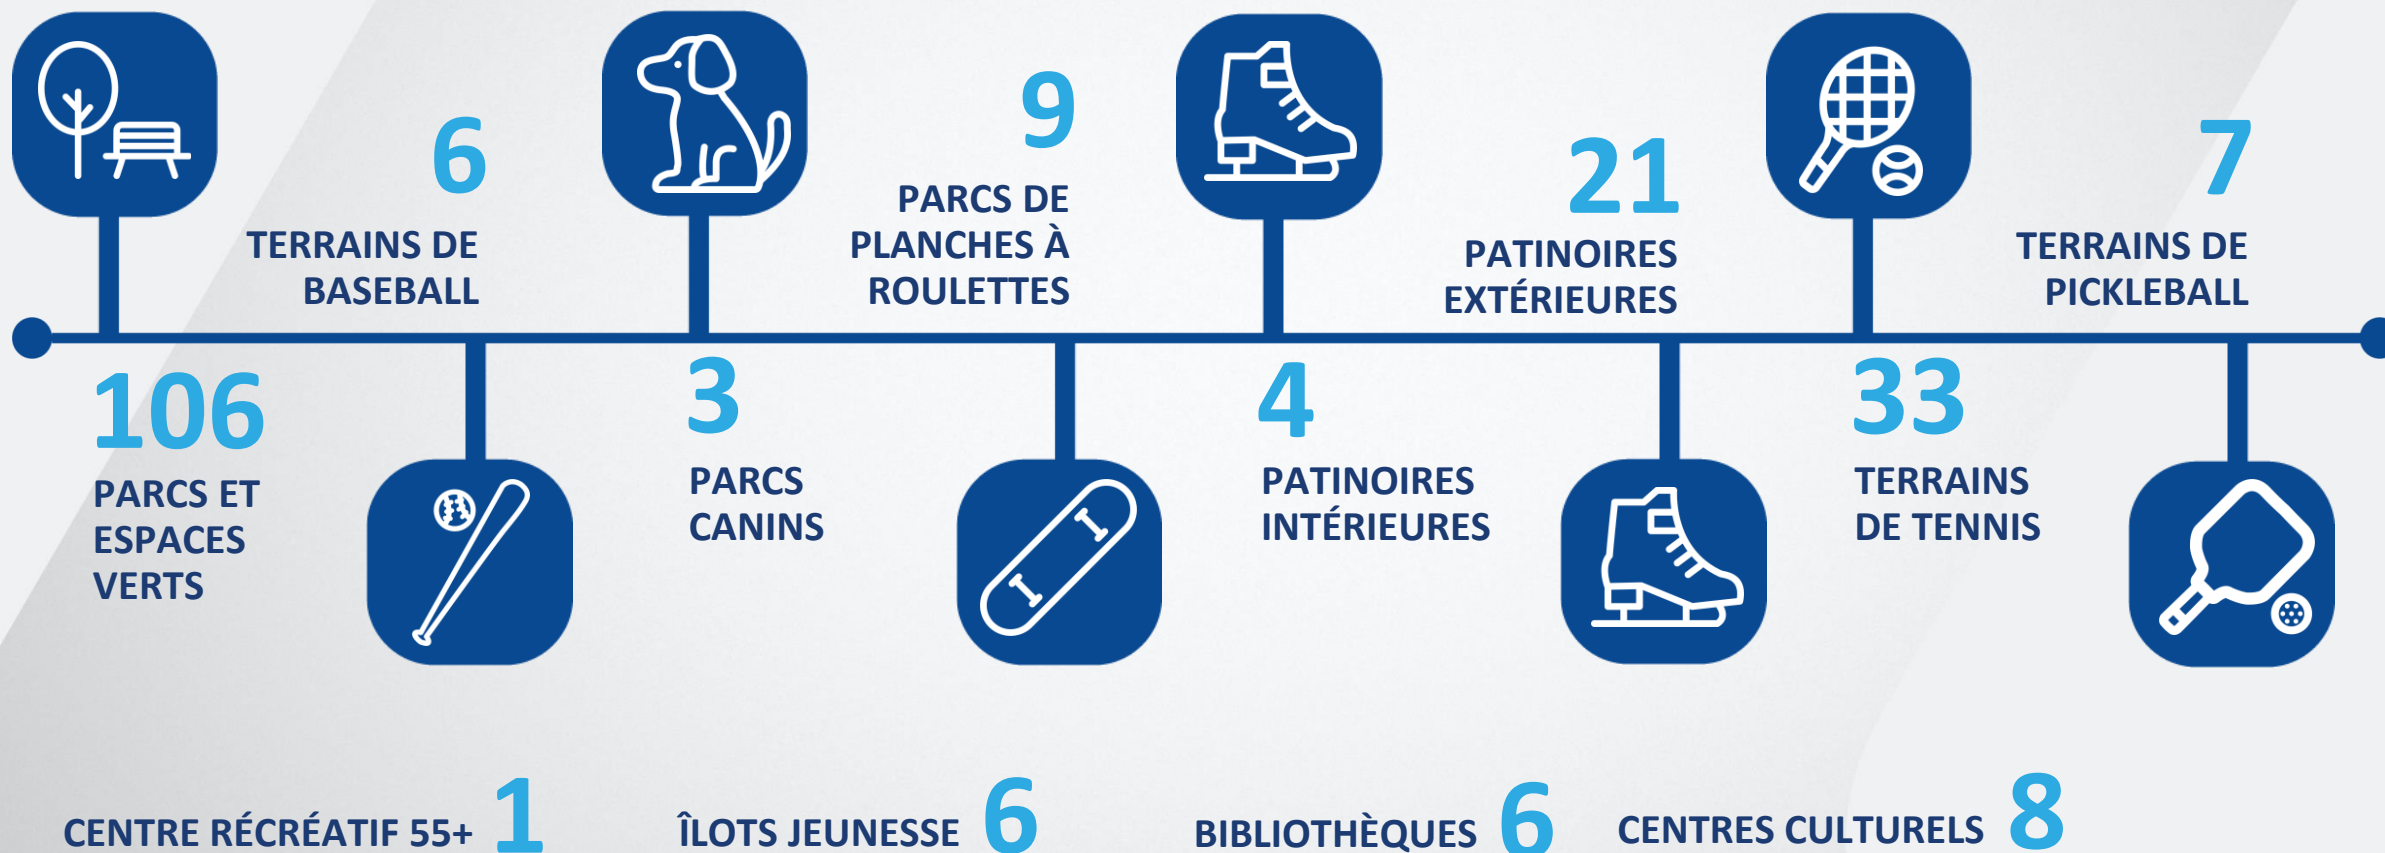 6
TERRAINS DE
BASEBALL
9
PARCS DE
PLANCHES À
ROULETTES
21
PATINOIRES
EXTÉRIEURES
7
TERRAINS DE
PICKLEBALL
106
PARCS ET
ESPACES
VERTS
3
PARCS
CANINS
4
PATINOIRES
INTÉRIEURES
33
TERRAINS
DE TENNIS
CENTRE RÉCRÉATIF 55+ 1
ÎLOTS JEUNESSE 6
BIBLIOTHÈQUES 6
CENTRES CULTURELS 8